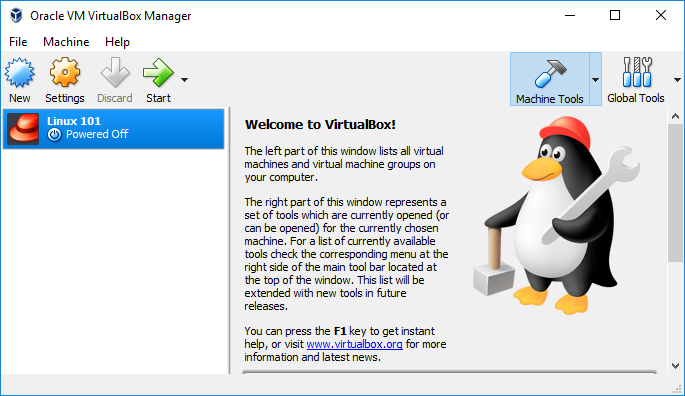 Oracle VM VirtualBox Manager
File Machine Help
New Settings Discard Start Machine Tools Global Tools
Linux 101
Powered Off
Welcome to VirtualBox!
The left part of this window lists all virtual
machines and virtual machine groups on
your computer.
The right part of this window represents a
set of tools which are currently opened (or
can be opened) for the currently chosen
machine. For a list of currently available
tools check the corresponding menu at the
right side of the main tool bar located at
the top of the window. This list will be
extended with new tools in future
releases.
You can press the F1 key to get instant
help, or visit www.virtualbox.org for more
information and latest news.